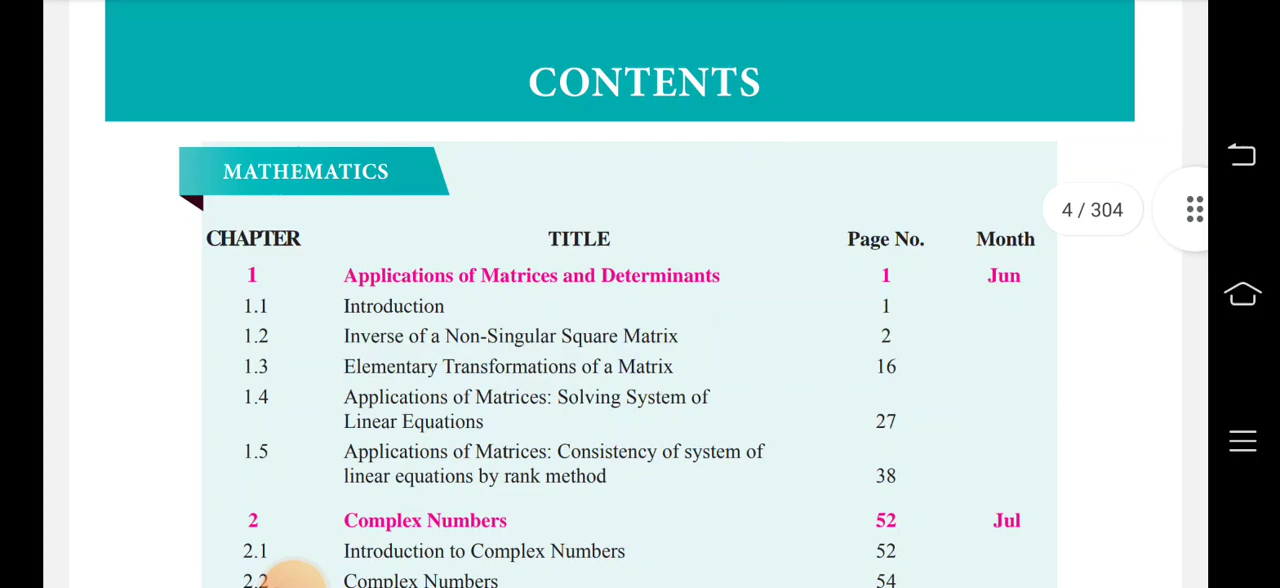 CONTENTS
MATHEMATICS
4 / 304
CHAPTER TITLE Page No. Month
1 Applications of Matrices and Determinants 1 Jun
1.1 Introduction 1
1.2 Inverse of a Non-Singular Square Matrix 2
1.3 Elementary Transformations of a Matrix 16
1.4 Applications of Matrices: Solving System of
Linear Equations 27
1.5 Applications of Matrices: Consistency of system of
linear equations by rank method 38
2 Complex Numbers 52 Jul
2.1 Introduction to Complex Numbers 52
2.2 Complex Numbers 54